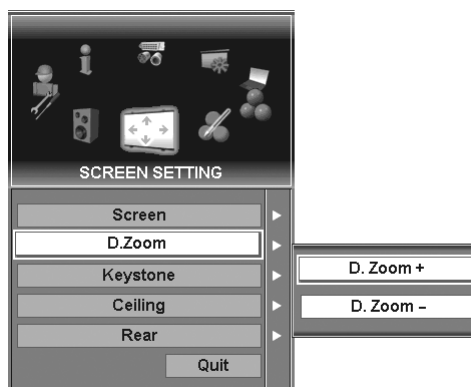 SCREEN SETTING
Screen
D.Zoom
Keystone
Ceiling
Rear
Quit
D. Zoom +
D. Zoom –